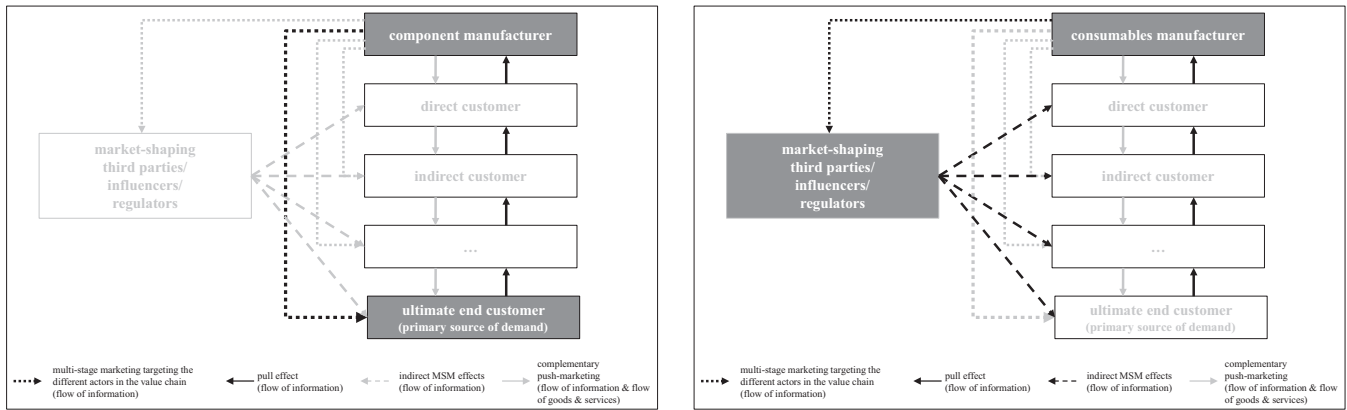 component manufacturer
direct customer
market-shaping
third parties/
influencers/
regulators
indirect customer
...
ultimate end customer
(primary source of demand)
multi-stage marketing targeting the
different actors in the value chain
(flow of information)
pull effect
(flow of information)
indirect MSM effects
(flow of information)
complementary
push-marketing
(flow of information & flow
of goods & services)
consumables manufacturer
direct customer
market-shaping
third parties/
influencers/
regulators
indirect customer
...
ultimate end customer
(primary source of demand)
multi-stage marketing targeting the
different actors in the value chain
(flow of information)
pull effect
(flow of information)
indirect MSM effects
(flow of information)
complementary
push-marketing
(flow of information & flow
of goods & services)